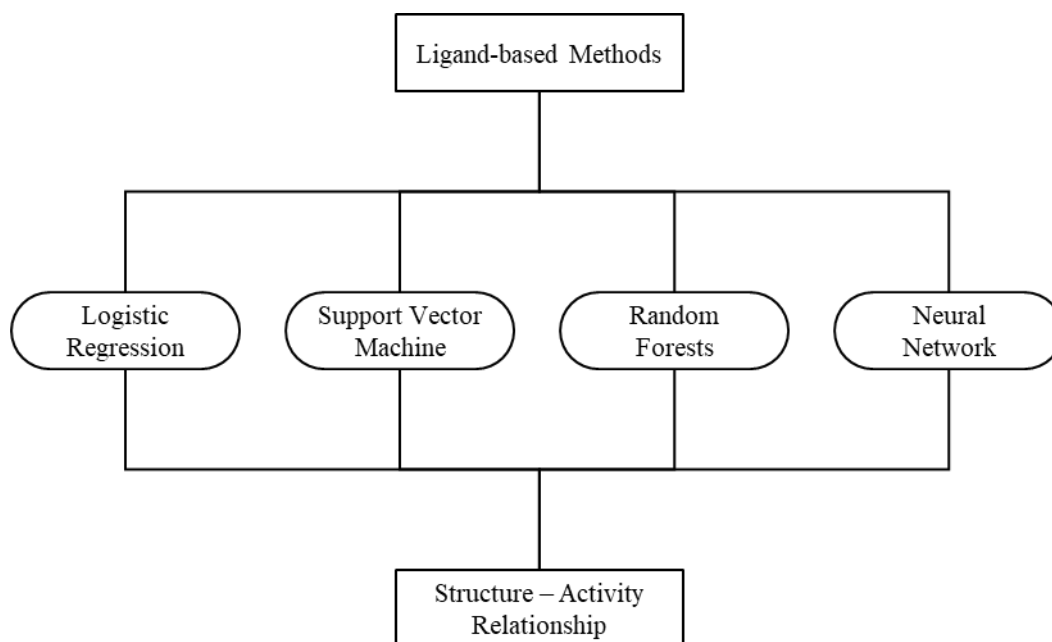 Ligand-based Methods
Logistic
Regression
Support Vector
Machine
Random
Forests
Neural
Network
Structure – Activity
Relationship